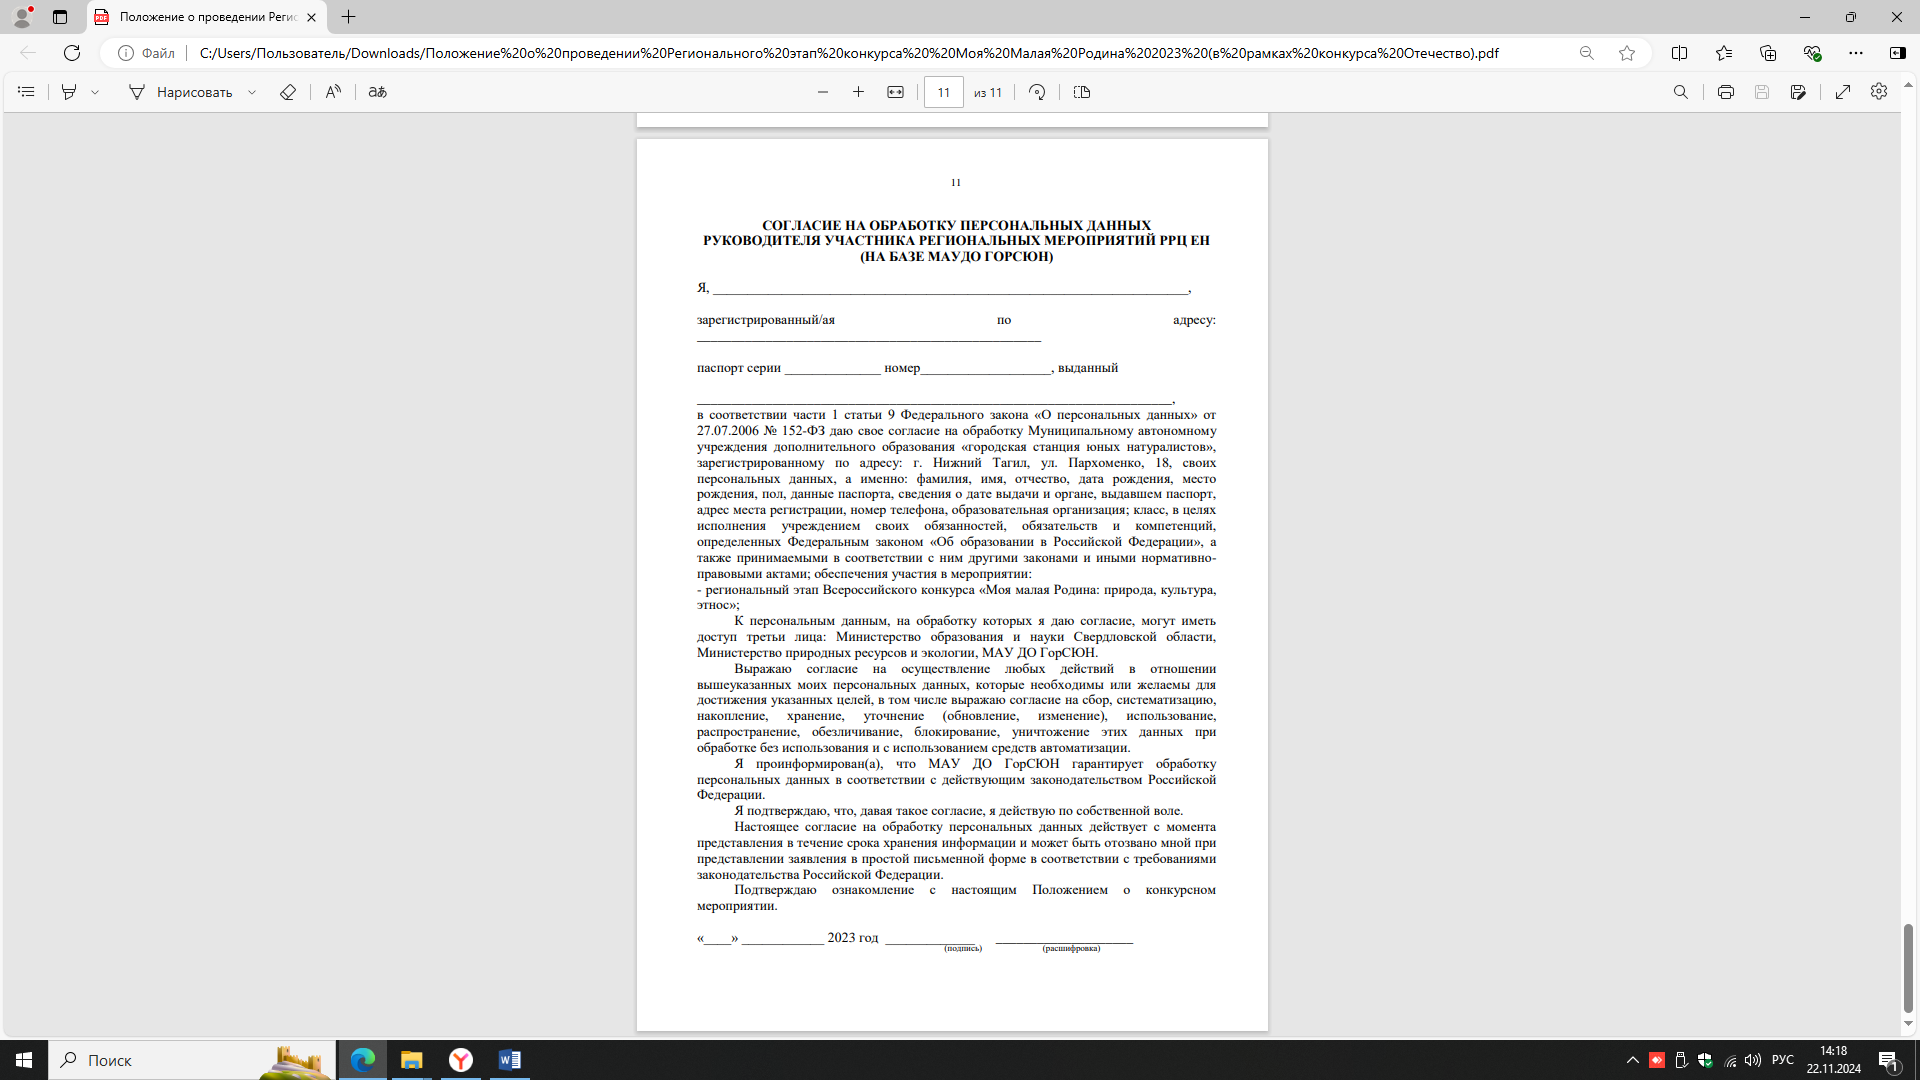 Положение о проведении Реги
Файл
C:/Users/Пользователь/Downloads/Положение%20о%20проведении%20Регионального%20этап%20конкурса%20%20Моя%20Малая%20Родина%202023%20(в%20рамках%20конкурса%20Отечество).pdf
Нарисовать
11 из 11
11
СОГЛАСИЕ НА ОБРАБОТКУ ПЕРСОНАЛЬНЫХ ДАННЫХ
РУКОВОДИТЕЛЯ УЧАСТНИКА РЕГИОНАЛЬНЫХ МЕРОПРИЯТИЙ РРЦ ЕН
(НА БАЗЕ МАУДО ГОРСЮН)
Я, ____________________________________________________________________,
зарегистрированный/ая по адресу:
__________________________________________________
паспорт серии ______________ номер___________________, выданный
_____________________________________________________________________,
в соответствии части 1 статьи 9 Федерального закона «О персональных данных» от
27.07.2006 № 152-ФЗ даю свое согласие на обработку Муниципальному автономному
учреждения дополнительного образования «городская станция юных натуралистов»,
зарегистрированному по адресу: г. Нижний Тагил, ул. Пархоменко, 18, своих
персональных данных, а именно: фамилия, имя, отчество, дата рождения, место
рождения, пол, данные паспорта, сведения о дате выдачи и органе, выдавшем паспорт,
адрес места регистрации, номер телефона, образовательная организация; класс, в целях
исполнения учреждением своих обязанностей, обязательств и компетенций,
определенных Федеральным законом «Об образовании в Российской Федерации», а
также принимаемыми в соответствии с ним другими законами и иными нормативно-
правовыми актами; обеспечения участия в мероприятии:
- региональный этап Всероссийского конкурса «Моя малая Родина: природа, культура,
этнос»;
К персональным данным, на обработку которых я даю согласие, могут иметь
доступ третьи лица: Министерство образования и науки Свердловской области,
Министерство природных ресурсов и экологии, МАУ ДО ГорСЮН.
Выражаю согласие на осуществление любых действий в отношении
вышеуказанных моих персональных данных, которые необходимы или желаемы для
достижения указанных целей, в том числе выражаю согласие на сбор, систематизацию,
накопление, хранение, уточнение (обновление, изменение), использование,
распространение, обезличивание, блокирование, уничтожение этих данных при
обработке без использования и с использованием средств автоматизации.
Я проинформирован(а), что МАУ ДО ГорСЮН гарантирует обработку
персональных данных в соответствии с действующим законодательством Российской
Федерации.
Я подтверждаю, что, давая такое согласие, я действую по собственной воле.
Настоящее согласие на обработку персональных данных действует с момента
представления в течение срока хранения информации и может быть отозвано мной при
представлении заявления в простой письменной форме в соответствии с требованиями
законодательства Российской Федерации.
Подтверждаю ознакомление с настоящим Положением о конкурсном
мероприятии.
«____» ____________ 2023 год _____________ ____________________
(подпись) (расшифровка)
Поиск
РУС
14:18
22.11.2024
1